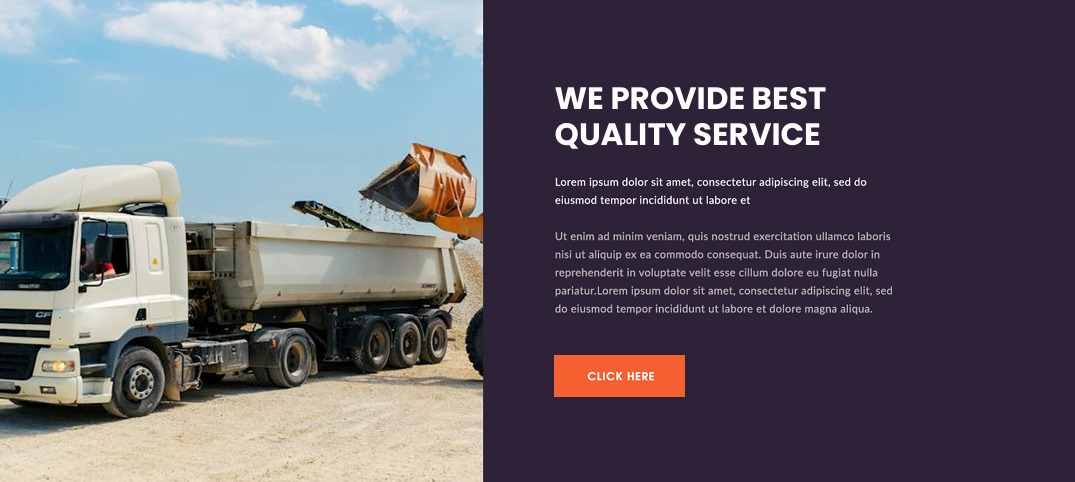 WE PROVIDE BEST
QUALITY SERVICE
Lorem ipsum dolor sit amet, consectetur adipiscing elit, sed do
eiusmod tempor incididunt ut labore et
Ut enim ad minim veniam, quis nostrud exercitation ullamco laboris
nisi ut aliquip ex ea commodo consequat. Duis aute irure dolor in
reprehenderit in voluptate velit esse cillum dolore eu fugiat nulla
pariatur.Lorem ipsum dolor sit amet, consectetur adipiscing elit, sed
do eiusmod tempor incididunt ut labore et dolore magna aliqua.
CLICK HERE
CF